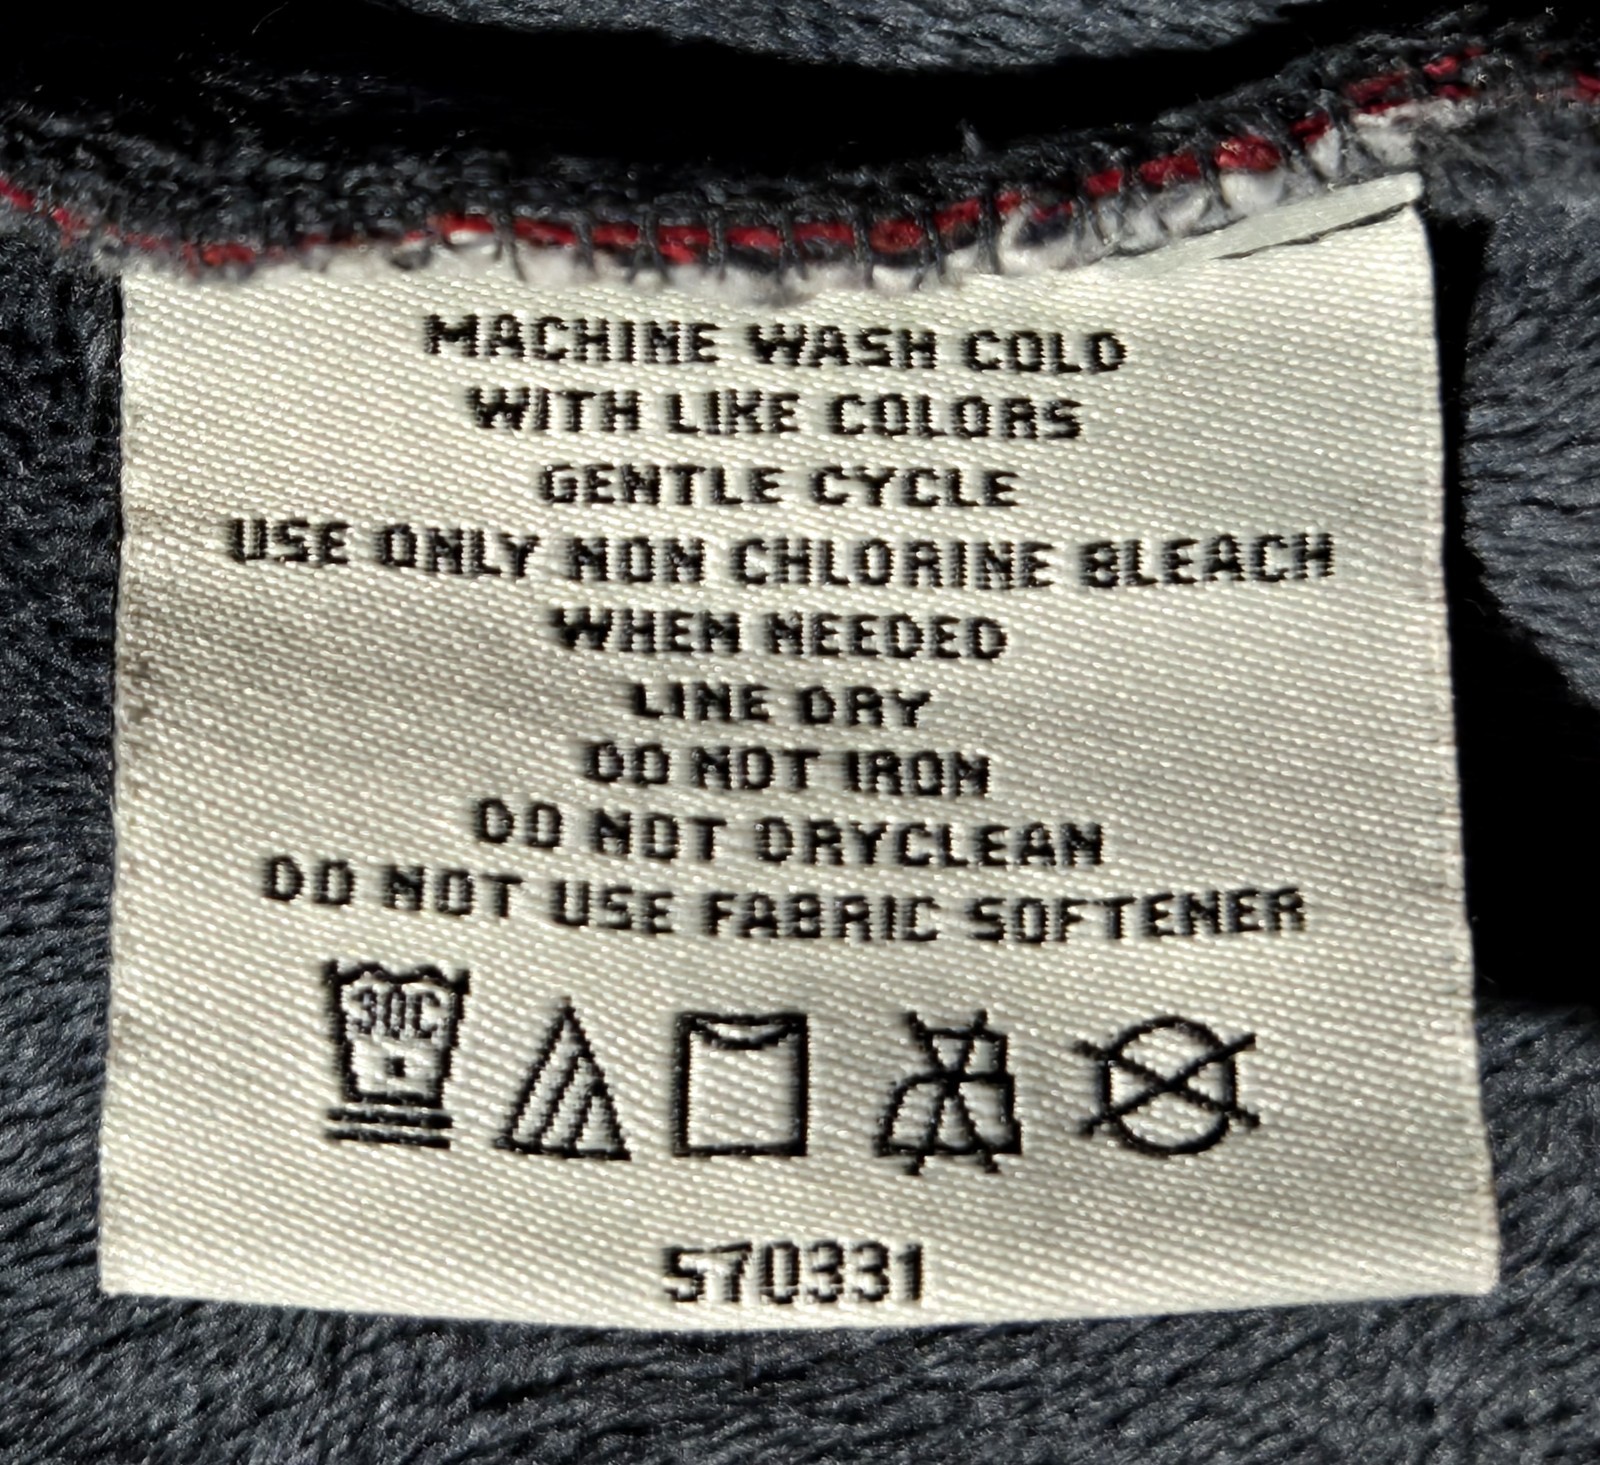 MACHINE WASH COLD
WITH LIKE COLORS
GENTLE CYCLE
USE ONLY NON CHLORINE BLEACH
WHEN NEEDED
LINE DRY
DO NOT IRON
DO NOT DRYCLEAN
DO NOT USE FABRIC SOFTENER
30C
570331